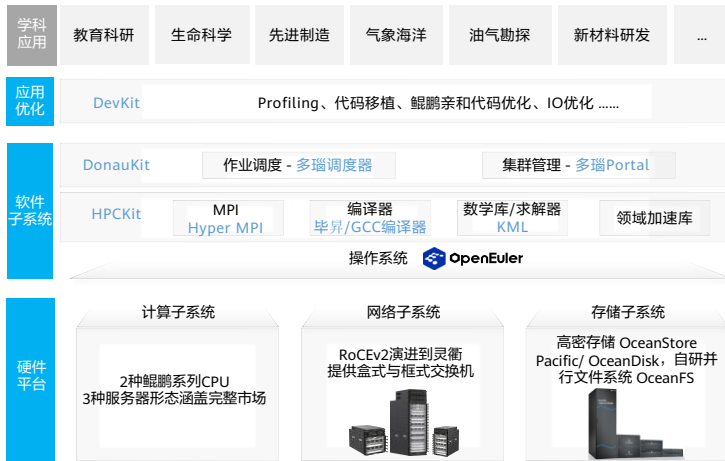 学科
应用
教育科研
生命科学
先进制造
气象海洋
油气勘探
新材料研发
...
应用
优化
DevKit
Profiling、代码移植、鲲鹏亲和代码优化、IO优化 ......
软件
子系统
DonauKit
作业调度 - 多瑙调度器
集群管理 - 多瑙Portal
HPCKit
MPI
Hyper MPI
编译器
毕昇/GCC编译器
数学库/求解器
KML
领域加速库
操作系统
OpenEuler
硬件
平台
计算子系统
2种鲲鹏系列CPU
3种服务器形态涵盖完整市场
网络子系统
RoCEv2演进到灵衢
提供盒式与框式交换机
存储子系统
高密存储 OceanStore
Pacific/ OceanDisk，自研并
行文件系统 OceanFS